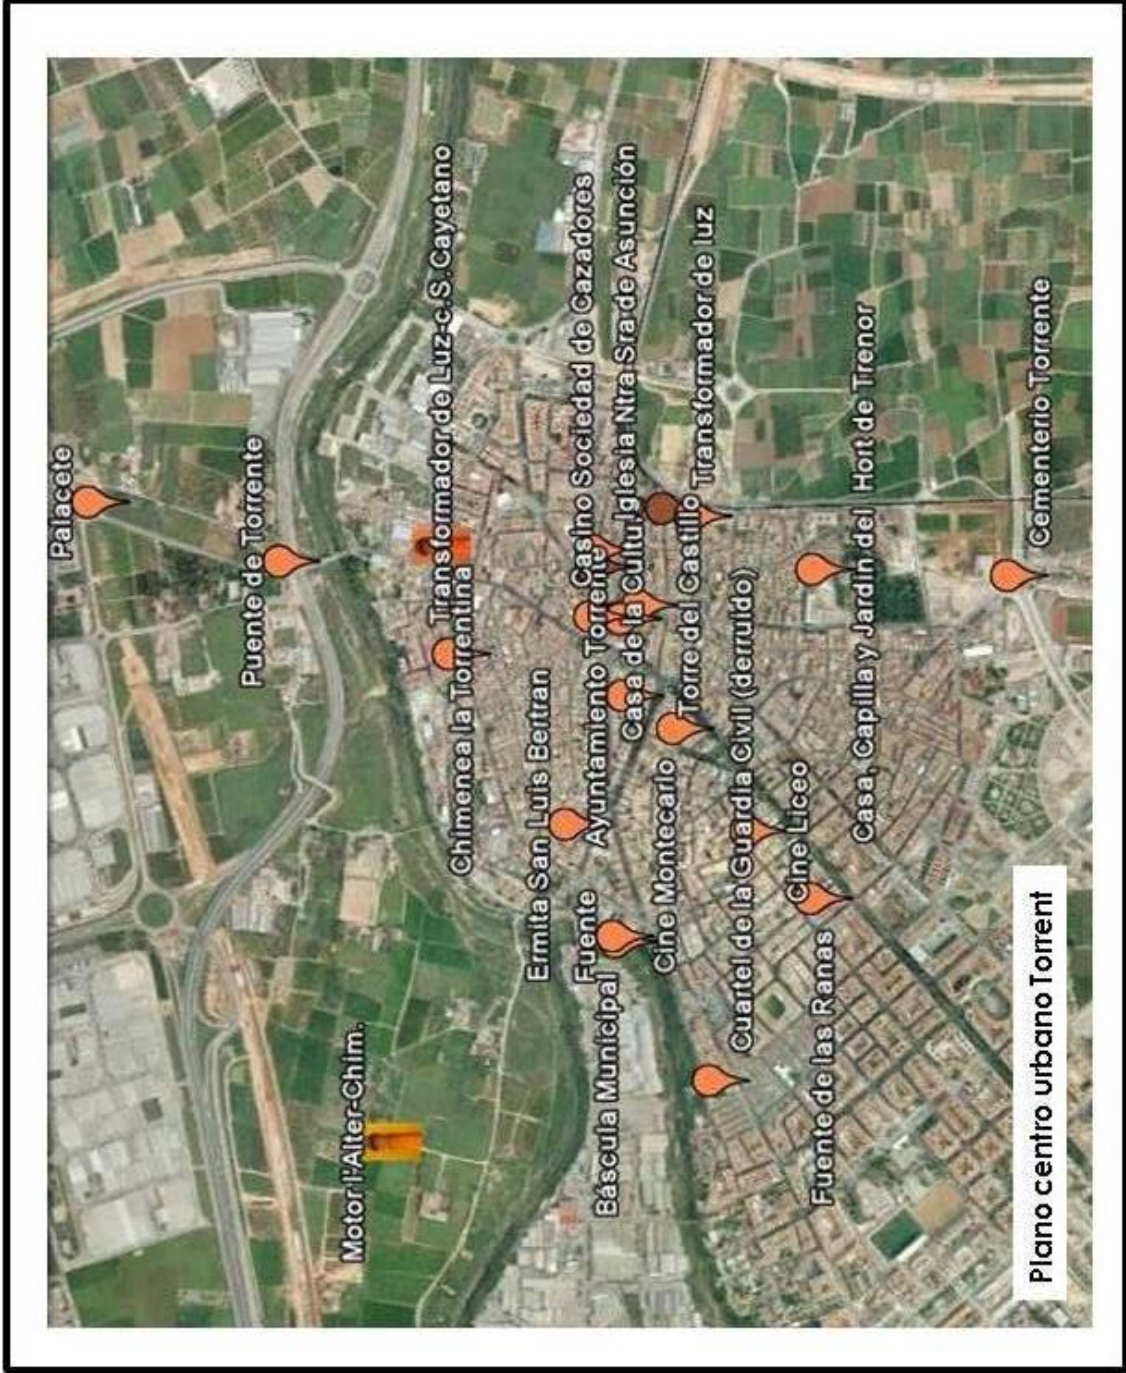 Palacete
Puente de Torrente
Transformador de Luz-c.S.Cayetano
Chimenea la Torrentina
Casino Sociedad de Cazadores
Iglesia Ntra Sra de Asunción
Transformador de luz
Ayuntamiento Torrente
Casa de la Cultu
Torre del Castillo
Casa, Capilla y Jardín del Hort de Trenor
Cementerio Torrente
Ermita San Luis Bertran
Fuente
Cine Montecarlo
Cuartel de la Guardia Civil (derruido)
Cine Liceo
Báscula Municipal
Fuente de las Ranas
Motor l'Alter-Chim.
Plano centro urbano Torrent